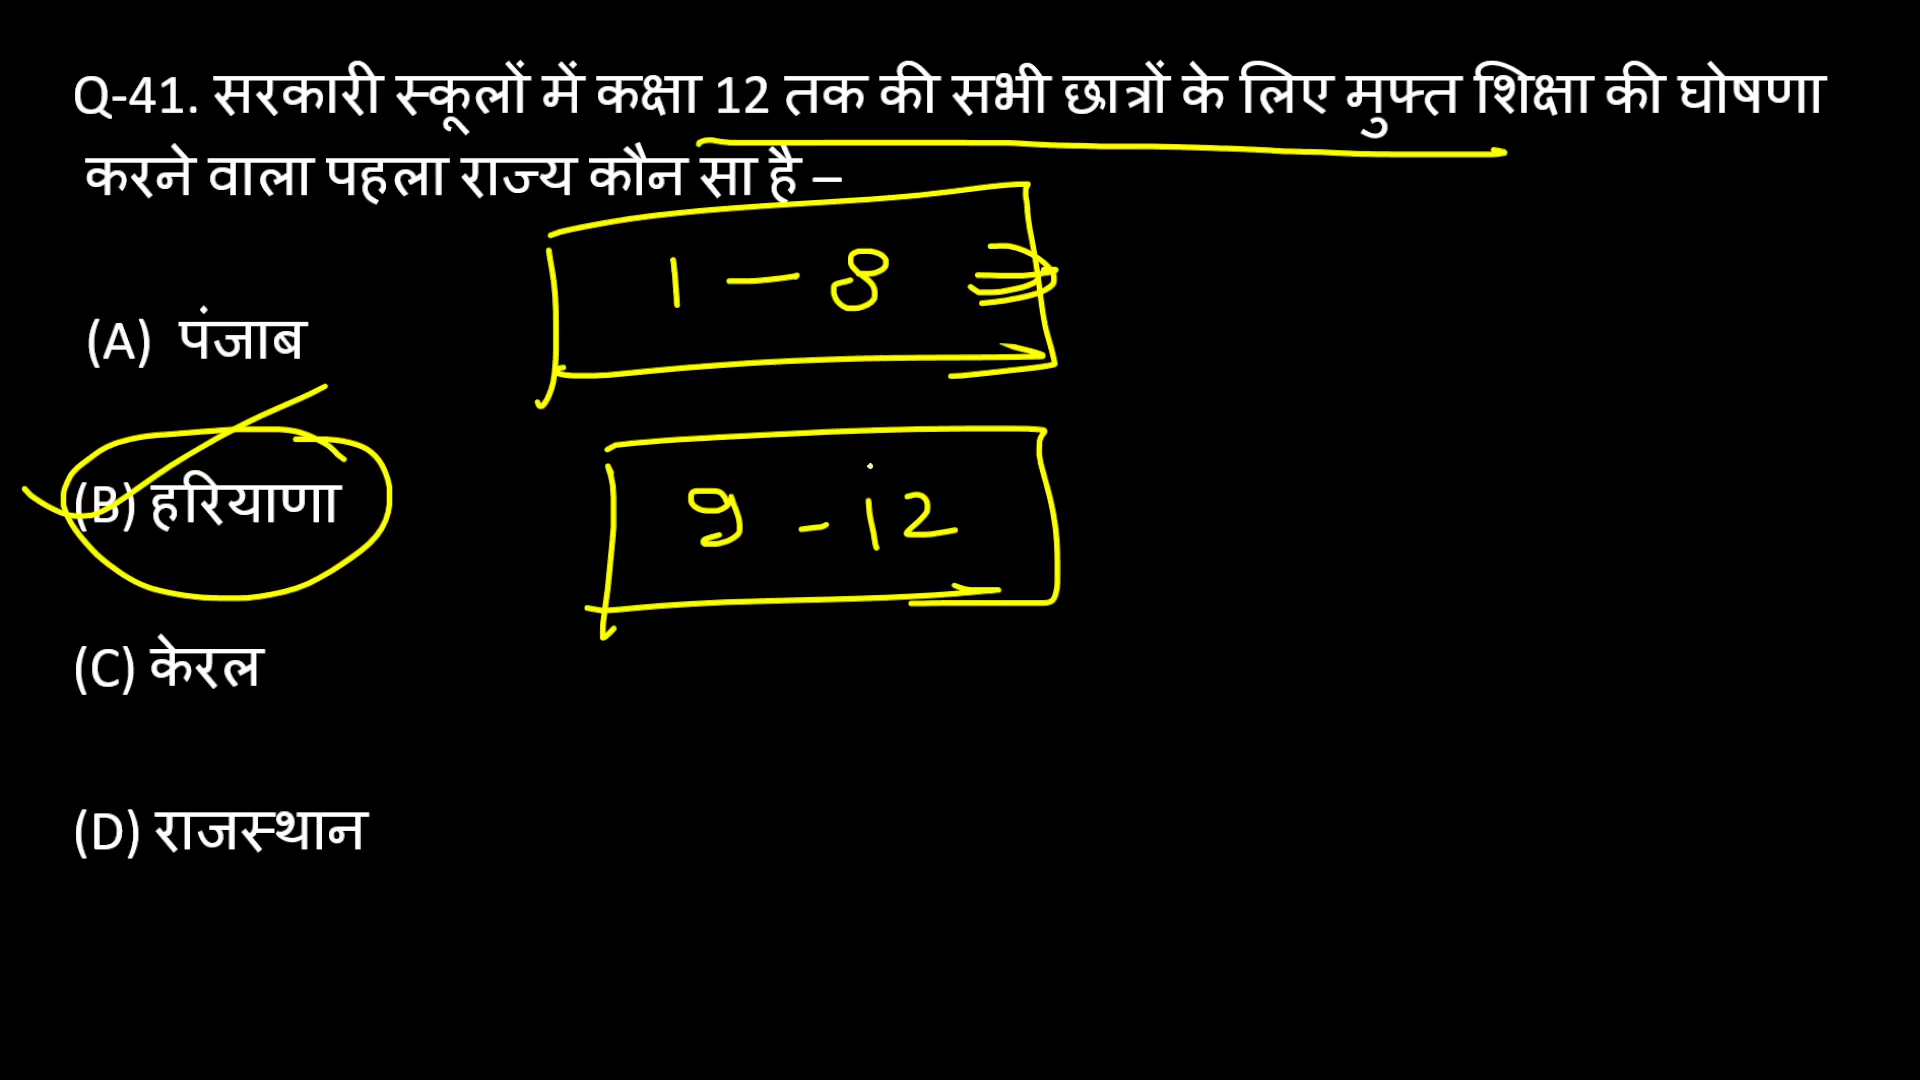 Q-41. सरकारी स्कूलों में कक्षा 12 तक की सभी छात्रों के लिए मुफ्त शिक्षा की घोषणा
करने वाला पहला राज्य कौन सा है –
1 – 8
(A) पंजाब
(B) हरियाणा
9 - 12
(C) केरल
(D) राजस्थान